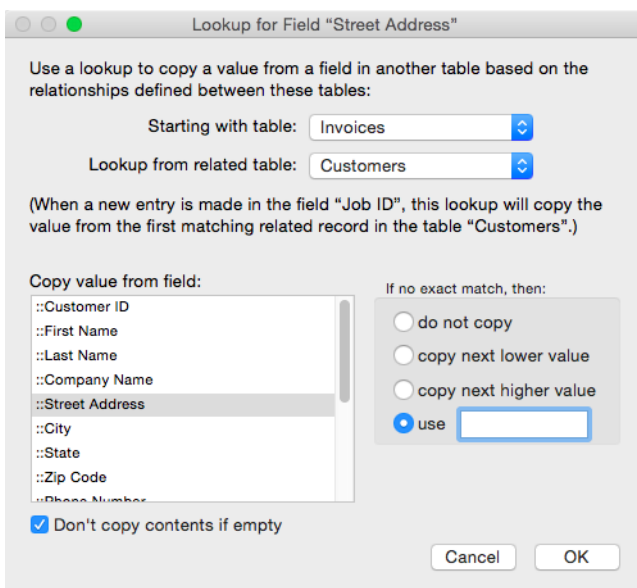 Lookup for Field “Street Address”
Use a lookup to copy a value from a field in another table based on the
relationships defined between these tables:
Starting with table: Invoices
Lookup from related table: Customers
(When a new entry is made in the field “Job ID”, this lookup will copy the
value from the first matching related record in the table “Customers”.)
Copy value from field:
::Customer ID
::First Name
::Last Name
::Company Name
::Street Address
::City
::State
::Zip Code
::Phone Number
Don't copy contents if empty
If no exact match, then:
do not copy
copy next lower value
copy next higher value
use
Cancel
OK